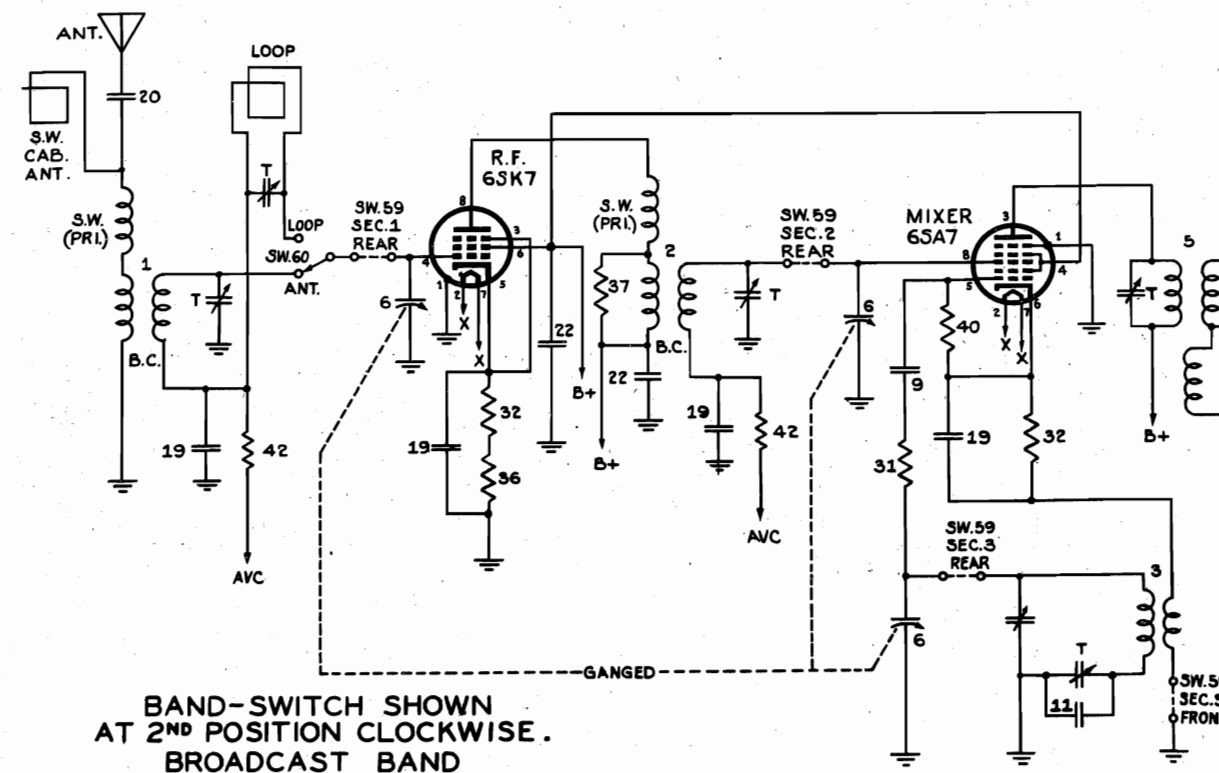 ANT.
LOOP
20
S.W.
CAB.
ANT.
S.W.
(PRI.)
1
T
B.C.
19
42
AVC
T
LOOP
SW.60
ANT.
SW.59
SEC.1
REAR
R.F.
6SK7
8
3
6
4
1
2
7
5
X
X
6
22
B+
19
32
36
S.W.
(PRI.)
2
37
B.C.
22
B+
T
19
42
AVC
SW.59
SEC.2
REAR
6
MIXER
6SA7
3
1
8
4
5
2
7
6
X
X
40
9
31
19
32
T
5
B+
SW.59
SEC.3
REAR
3
6
T
11
SEC.
GANGED
BAND-SWITCH SHOWN
AT 2ND POSITION CLOCKWISE.
BROADCAST BAND